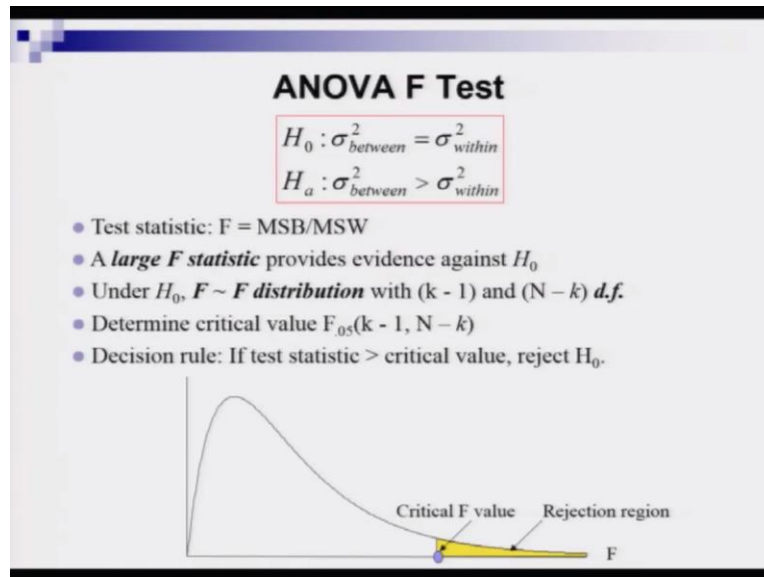 ANOVA F Test
H₀ : σ²between = σ²within
Hₐ : σ²between > σ²within
Test statistic: F = MSB/MSW
A large F statistic provides evidence against H₀
Under H₀, F ~ F distribution with (k - 1) and (N – k) d.f.
Determine critical value F.₀₅(k - 1, N – k)
Decision rule: If test statistic > critical value, reject H₀.
Critical F value Rejection region
F